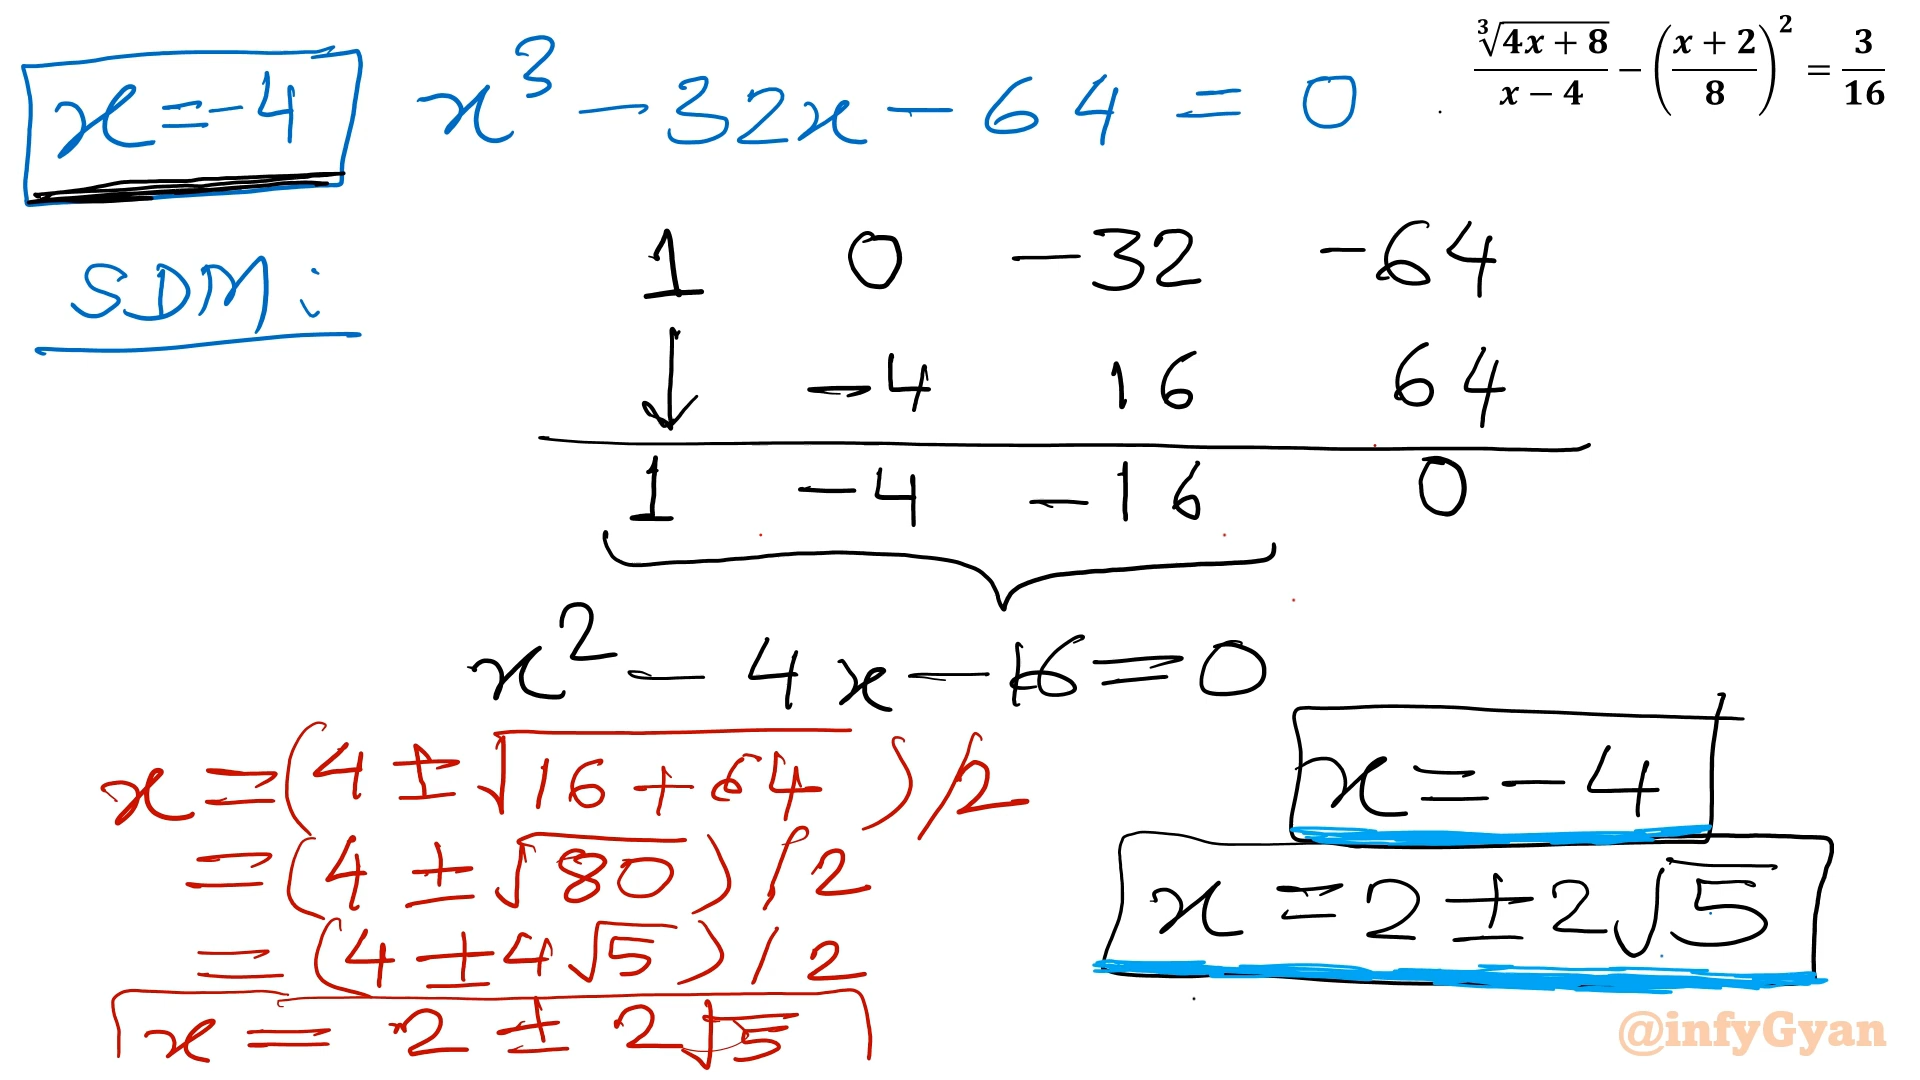 x = -4
x³ - 32x - 64 = 0
∛(4x + 8)/(x - 4) - ((x + 2)/8)² = 3/16
SDM :
1 0 -32 -64
↓ -4 16 64
1 -4 -16 0
x² - 4x - 16 = 0
x = (4 ± √(16 + 64))/2
= (4 ± √80)/2
= (4 ± 4√5)/2
x = 2 ± 2√5
x = -4
x = 2 ± 2√5
@infyGyan